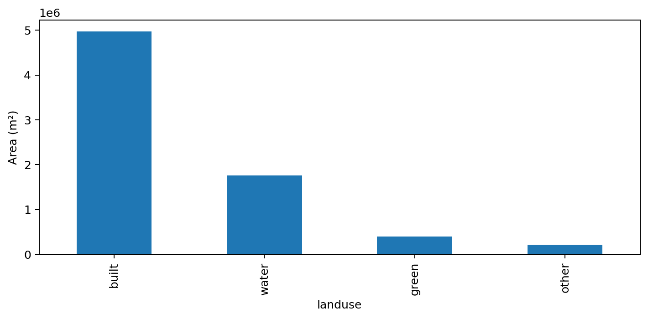 1e6
5
4
3
2
1
0
Area (m²)
built
water
green
other
landuse